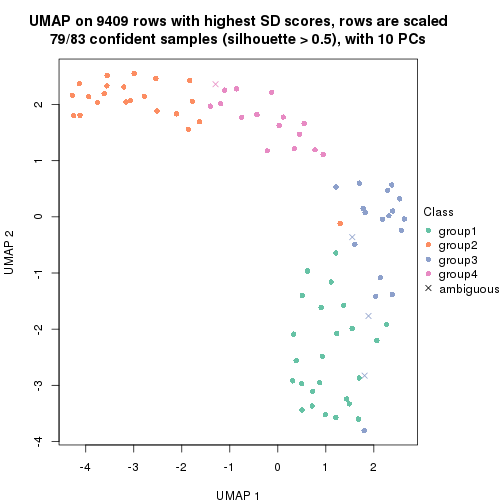 UMAP on 9409 rows with highest SD scores, rows are scaled
79/83 confident samples (silhouette > 0.5), with 10 PCs
UMAP 2
2
1
0
-1
-2
-3
-4
-4
-3
-2
-1
0
1
2
UMAP 1
Class
group1
group2
group3
group4
ambiguous